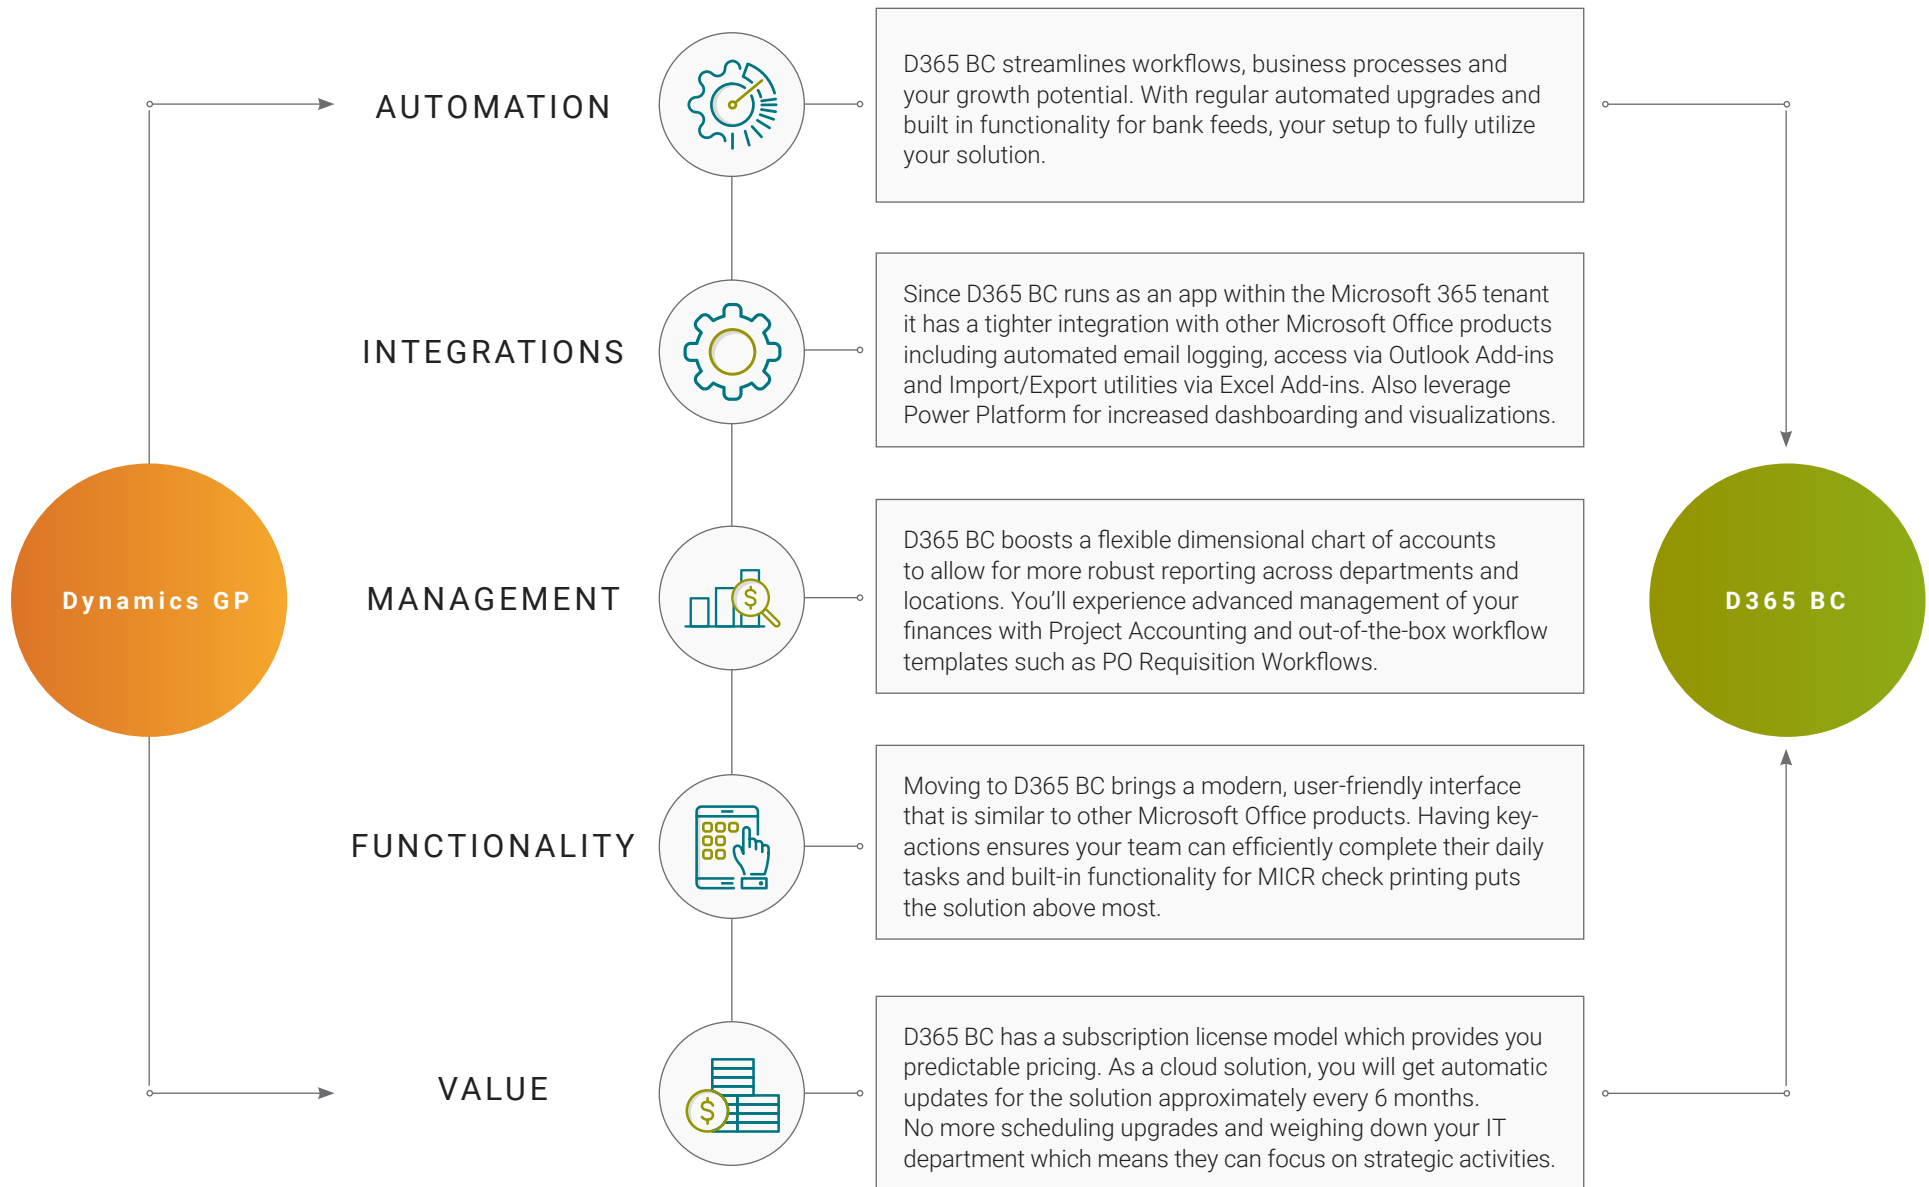 AUTOMATION
D365 BC streamlines workflows, business processes and
your growth potential. With regular automated upgrades and
built in functionality for bank feeds, your setup to fully utilize
your solution.
INTEGRATIONS
Since D365 BC runs as an app within the Microsoft 365 tenant
it has a tighter integration with other Microsoft Office products
including automated email logging, access via Outlook Add-ins
and Import/Export utilities via Excel Add-ins. Also leverage
Power Platform for increased dashboarding and visualizations.
Dynamics GP
MANAGEMENT
$
D365 BC boosts a flexible dimensional chart of accounts
to allow for more robust reporting across departments and
locations. You’ll experience advanced management of your
finances with Project Accounting and out-of-the-box workflow
templates such as PO Requisition Workflows.
D365 BC
FUNCTIONALITY
Moving to D365 BC brings a modern, user-friendly interface
that is similar to other Microsoft Office products. Having key-
actions ensures your team can efficiently complete their daily
tasks and built-in functionality for MICR check printing puts
the solution above most.
VALUE
$
D365 BC has a subscription license model which provides you
predictable pricing. As a cloud solution, you will get automatic
updates for the solution approximately every 6 months.
No more scheduling upgrades and weighing down your IT
department which means they can focus on strategic activities.